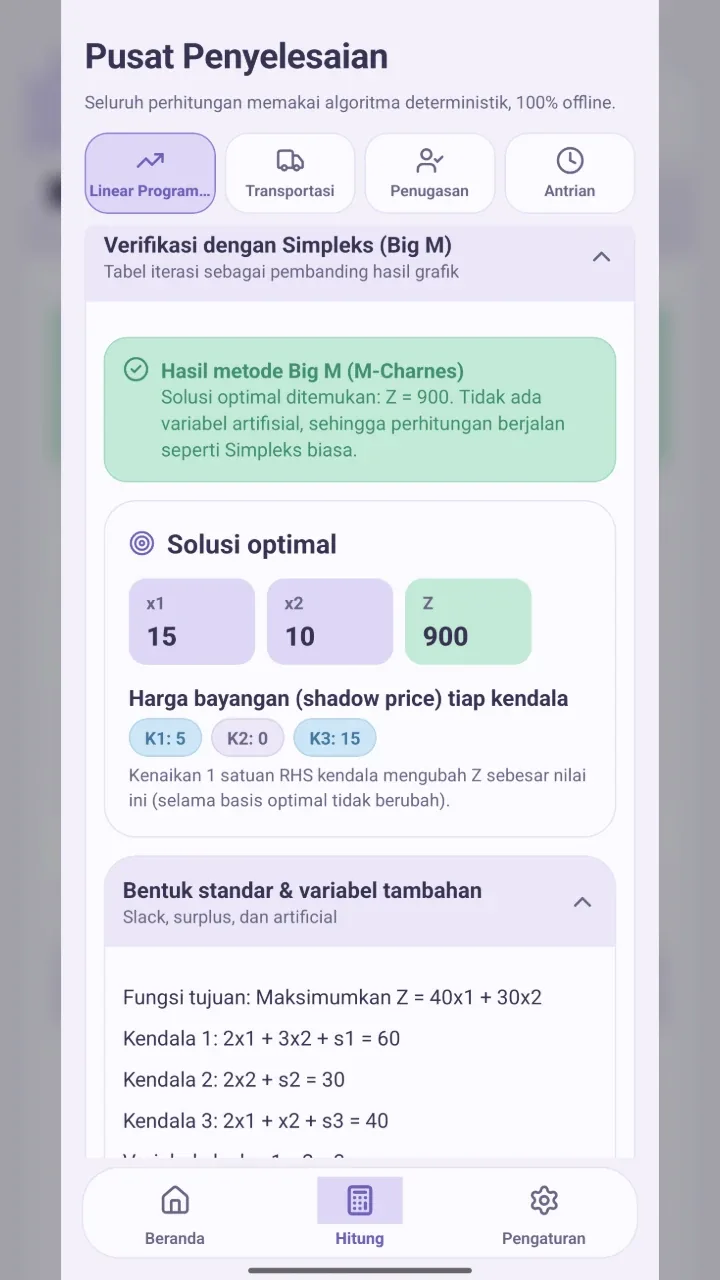 Pusat Penyelesaian
Seluruh perhitungan memakai algoritma deterministik, 100% offline.
Linear Program...
Transportasi
Penugasan
Antrian
Verifikasi dengan Simpleks (Big M)
Tabel iterasi sebagai pembanding hasil grafik
Hasil metode Big M (M-Charnes)
Solusi optimal ditemukan: Z = 900. Tidak ada
variabel artifisial, sehingga perhitungan berjalan
seperti Simpleks biasa.
Solusi optimal
x1
15
x2
10
Z
900
Harga bayangan (shadow price) tiap kendala
K1: 5
K2: 0
K3: 15
Kenaikan 1 satuan RHS kendala mengubah Z sebesar nilai
ini (selama basis optimal tidak berubah).
Bentuk standar & variabel tambahan
Slack, surplus, dan artificial
Fungsi tujuan: Maksimumkan Z = 40x1 + 30x2
Kendala 1: 2x1 + 3x2 + s1 = 60
Kendala 2: 2x2 + s2 = 30
Kendala 3: 2x1 + x2 + s3 = 40
Beranda
Hitung
Pengaturan